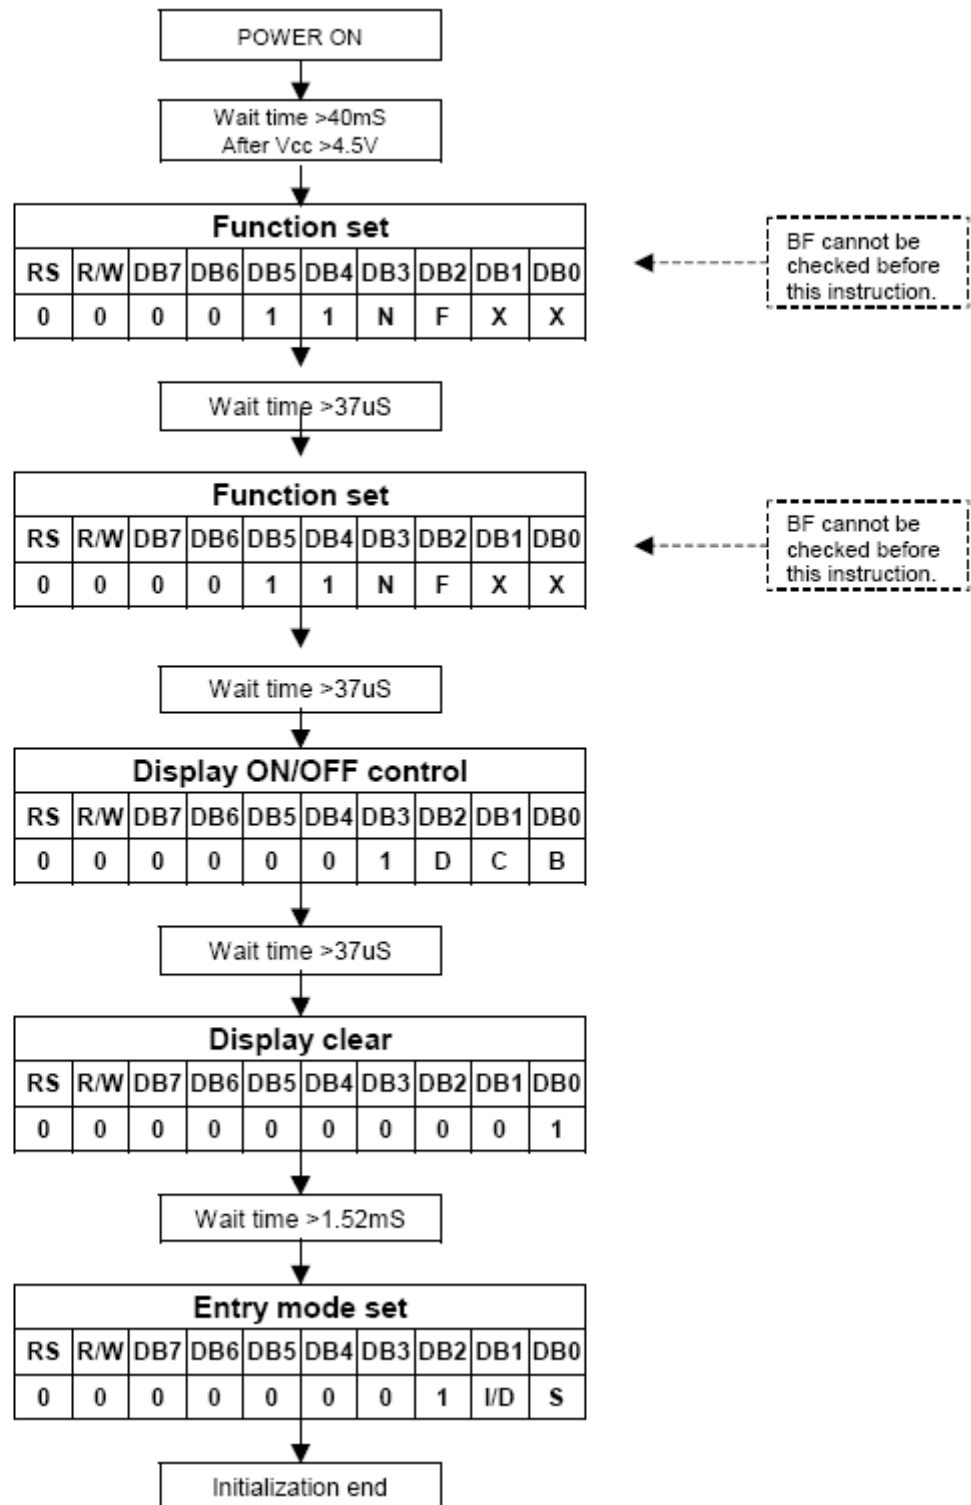 POWER ON
Wait time >40mS
After Vcc >4.5V
Function set
RS R/W DB7 DB6 DB5 DB4 DB3 DB2 DB1 DB0
0 0 0 0 1 1 N F X X
BF cannot be
checked before
this instruction.
Wait time >37uS
Function set
RS R/W DB7 DB6 DB5 DB4 DB3 DB2 DB1 DB0
0 0 0 0 1 1 N F X X
BF cannot be
checked before
this instruction.
Wait time >37uS
Display ON/OFF control
RS R/W DB7 DB6 DB5 DB4 DB3 DB2 DB1 DB0
0 0 0 0 0 0 1 D C B
Wait time >37uS
Display clear
RS R/W DB7 DB6 DB5 DB4 DB3 DB2 DB1 DB0
0 0 0 0 0 0 0 0 0 1
Wait time >1.52mS
Entry mode set
RS R/W DB7 DB6 DB5 DB4 DB3 DB2 DB1 DB0
0 0 0 0 0 0 0 1 I/D S
Initialization end